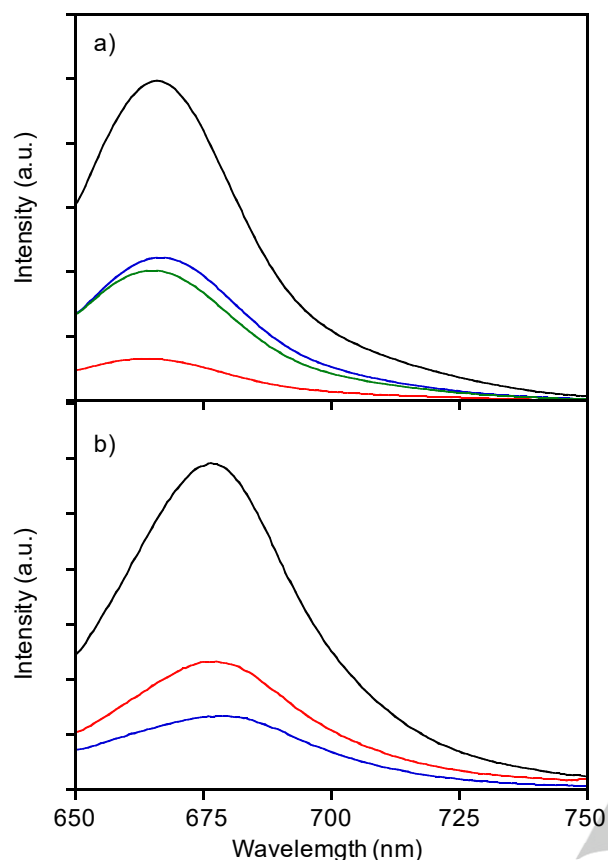 a)
Intensity (a.u.)
b)
Intensity (a.u.)
650 675 700 725 750
Wavelemgth (nm)